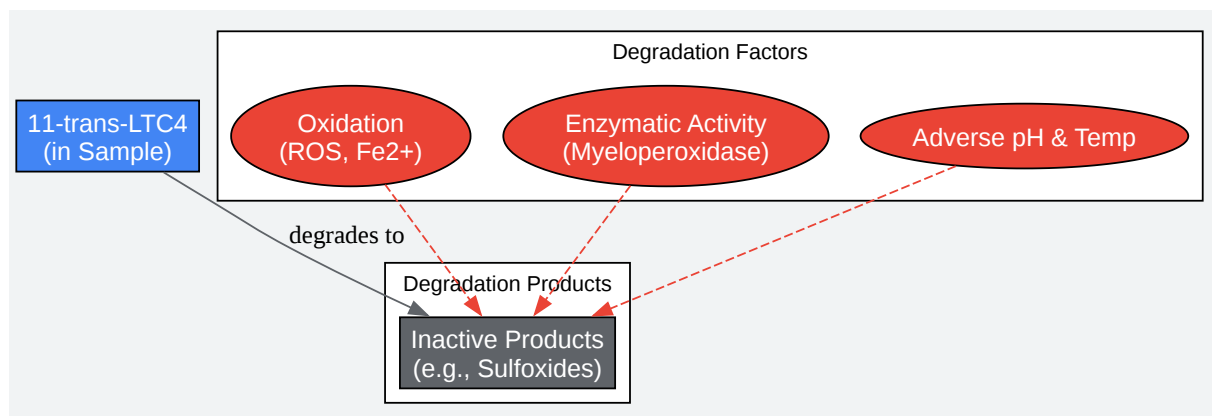 Degradation Factors
11-trans-LTC4
(in Sample)
Oxidation
(ROS, Fe2+)
Enzymatic Activity
(Myeloperoxidase)
Adverse pH & Temp
degrades to
Degradation Products
Inactive Products
(e.g., Sulfoxides)